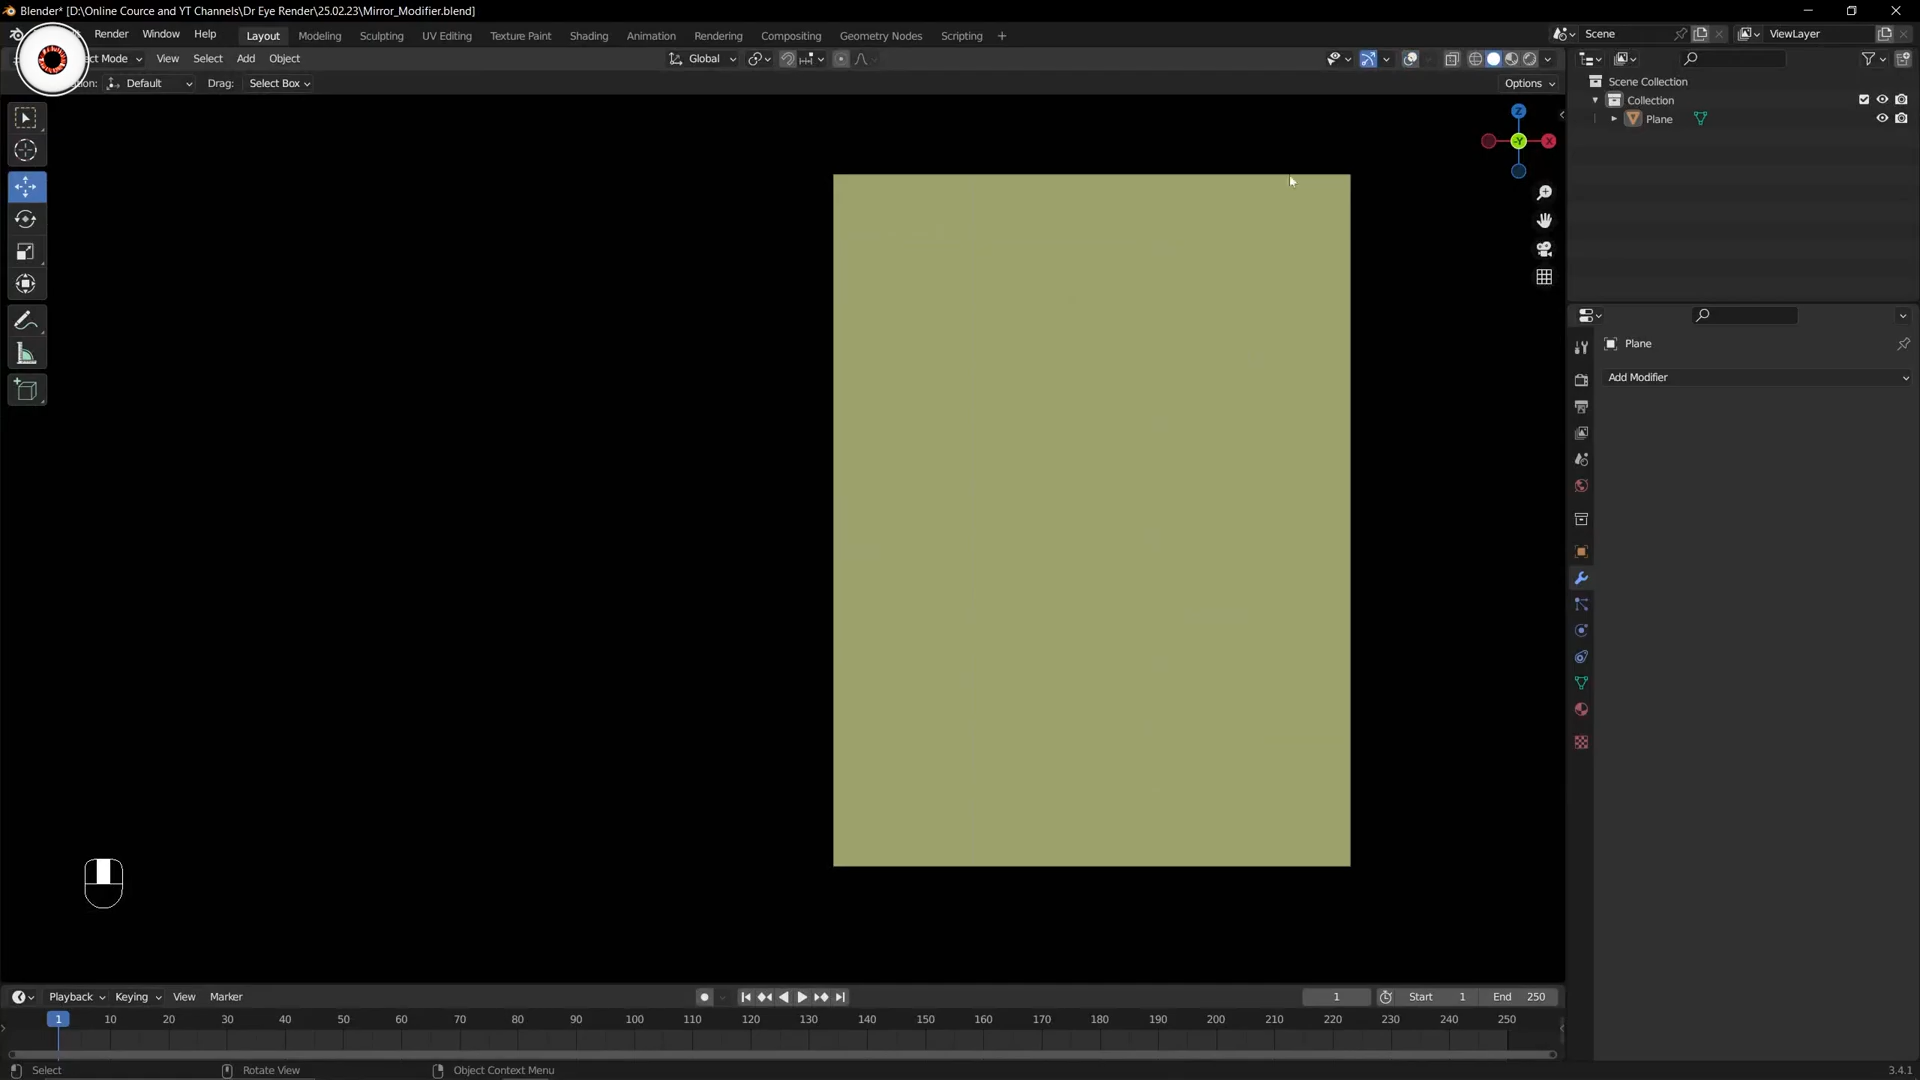 Blender* [D:\Online Cource and YT Channels\Dr Eye Render\25.02.23\Mirror_Modifier.blend]
Render Window Help Layout Modeling Sculpting UV Editing Texture Paint Shading Animation Rendering Compositing Geometry Nodes Scripting + Scene ViewLayer
Mode View Select Add Object Global
Default Drag: Select Box Options
Scene Collection
Collection
Plane
Z
-Y X
Plane
Add Modifier
Playback Keying View Marker 1 Start 1 End 250
1 10 20 30 40 50 60 70 80 90 100 110 120 130 140 150 160 170 180 190 200 210 220 230 240 250
Select Rotate View Object Context Menu 3.4.1